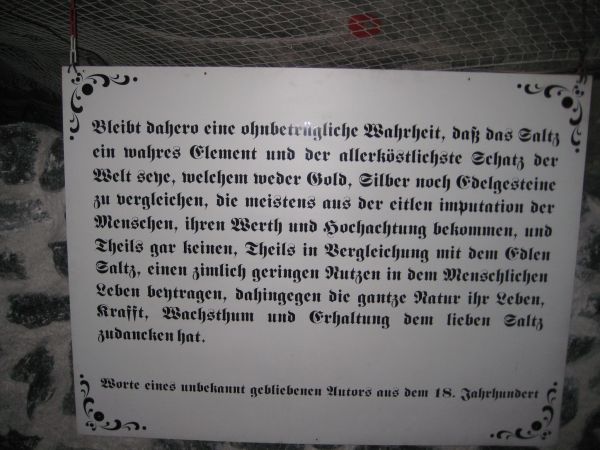 Bleibt dahero eine ohnbetrügliche Wahrheit, daß das Saltz
ein wahres Element und der allerköstlichste Schatz der
Welt seye, welchem weder Gold, Silber noch Edelgesteine
zu vergleichen, die meistens aus der eitlen imputation der
Menschen, ihren Werth und Hochachtung bekommen, und
Theils gar keinen, Theils in Vergleichung mit dem Edlen
Saltz, einen zimlich geringen Nutzen in dem Menschlichen
Leben beytragen, dahingegen die gantze Natur ihr Leben,
Krafft, Wachsthum und Erhaltung dem lieben Saltz
zudancken hat.
Worte eines unbekannt gebliebenen Autors aus dem 18. Jahrhundert